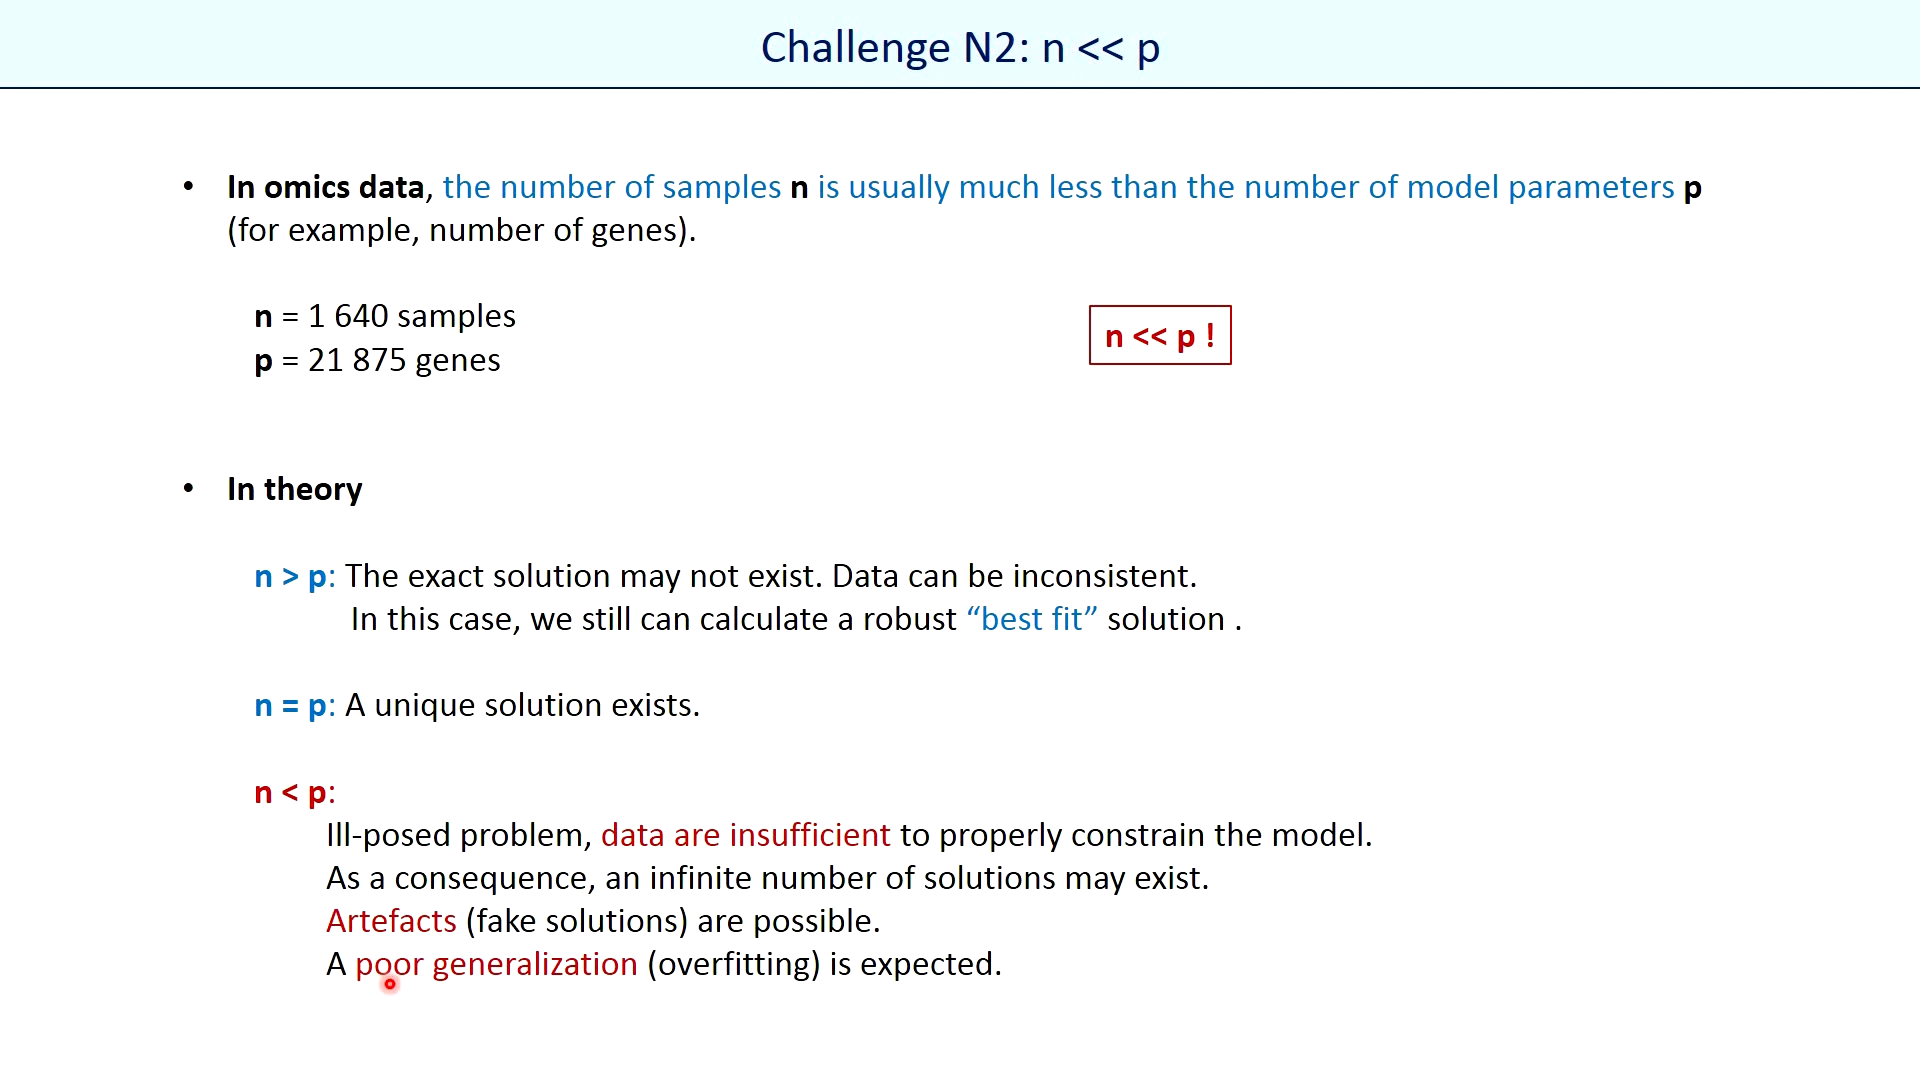 Challenge N2: n << p
• In omics data, the number of samples n is usually much less than the number of model parameters p
(for example, number of genes).
n = 1 640 samples
p = 21 875 genes
n << p !
• In theory
n > p: The exact solution may not exist. Data can be inconsistent.
In this case, we still can calculate a robust “best fit” solution .
n = p: A unique solution exists.
n < p:
Ill-posed problem, data are insufficient to properly constrain the model.
As a consequence, an infinite number of solutions may exist.
Artefacts (fake solutions) are possible.
A poor generalization (overfitting) is expected.